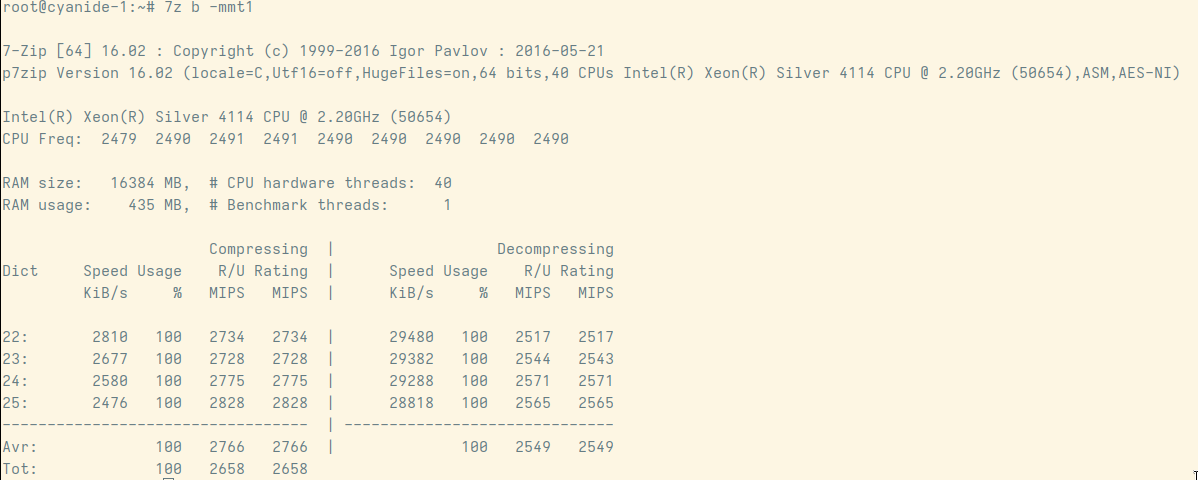 root@cyanide-1:~# 7z b -mmt1
7-Zip [64] 16.02 : Copyright (c) 1999-2016 Igor Pavlov : 2016-05-21
p7zip Version 16.02 (locale=C,Utf16=off,HugeFiles=on,64 bits,40 CPUs Intel(R) Xeon(R) Silver 4114 CPU @ 2.20GHz (50654),ASM,AES-NI)
Intel(R) Xeon(R) Silver 4114 CPU @ 2.20GHz (50654)
CPU Freq:  2479  2490  2491  2491  2490  2490  2490  2490  2490
RAM size:   16384 MB,  # CPU hardware threads:  40
RAM usage:    435 MB,  # Benchmark threads:      1
                       Compressing  |                  Decompressing
Dict     Speed Usage    R/U Rating  |      Speed Usage    R/U Rating
         KiB/s     %   MIPS   MIPS  |      KiB/s     %   MIPS   MIPS
22:       2810   100   2734   2734  |      29480   100   2517   2517
23:       2677   100   2728   2728  |      29382   100   2544   2543
24:       2580   100   2775   2775  |      29288   100   2571   2571
25:       2476   100   2828   2828  |      28818   100   2565   2565
----------------------------------  | ------------------------------
Avr:             100   2766   2766  |              100   2549   2549
Tot:             100   2658   2658